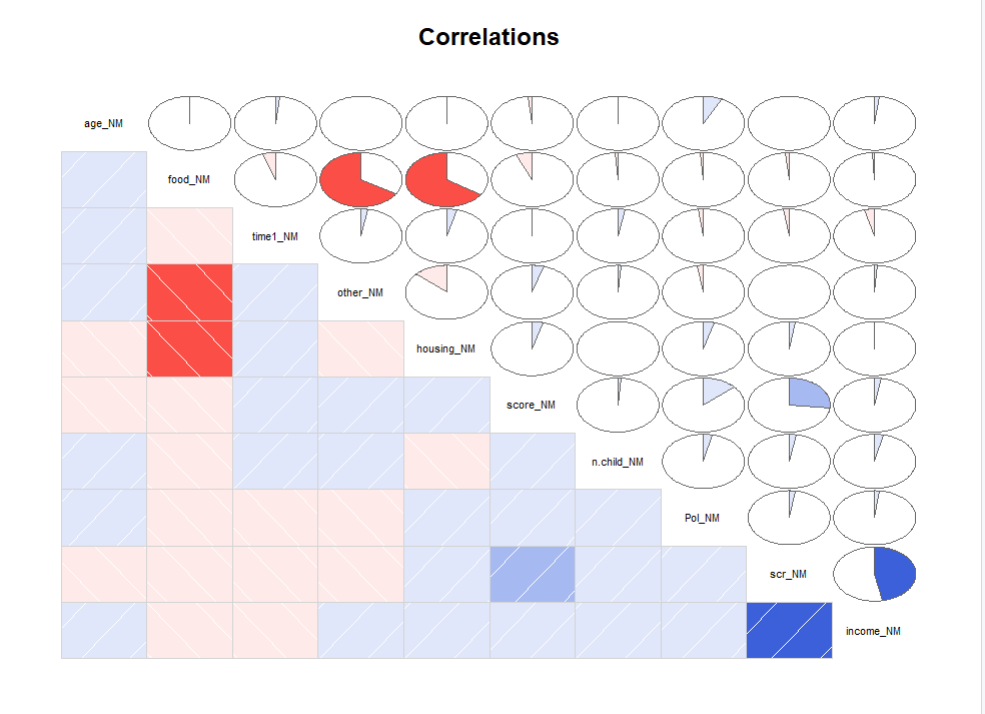 Correlations
age_NM
food_NM
time1_NM
other_NM
housing_NM
score_NM
n.child_NM
Pol_NM
scr_NM
income_NM